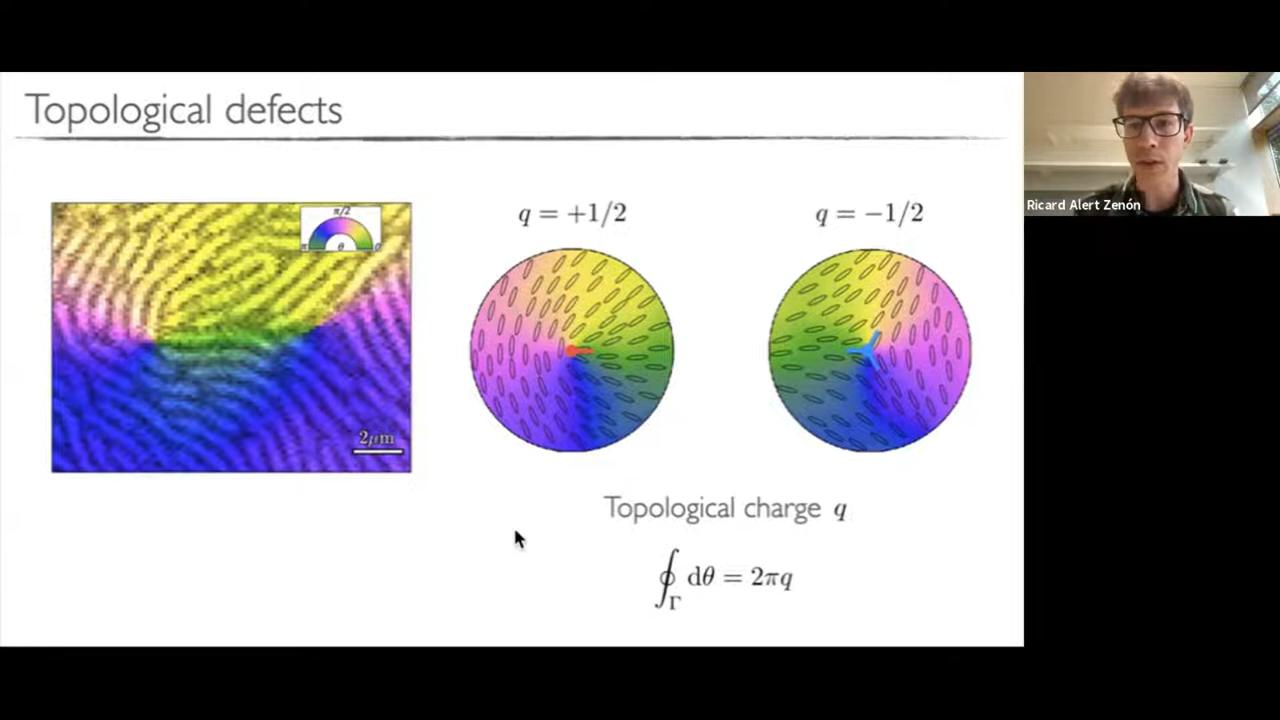 Topological defects
π/2
π θ 0
2μm
q = +1/2
q = −1/2
Topological charge q
∮_Γ dθ = 2πq
Ricard Alert Zenón